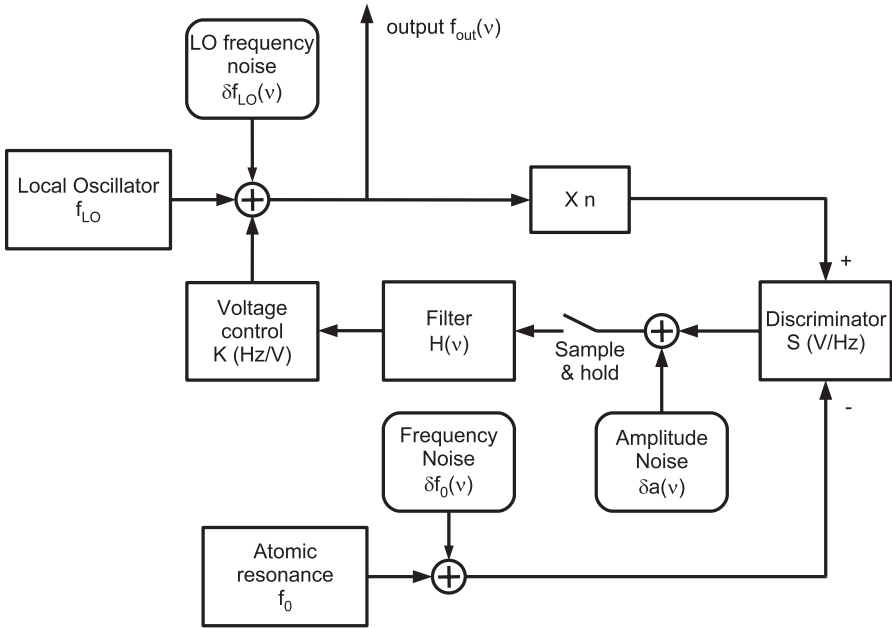 output f_out(ν)
LO frequency
noise
δf_LO(ν)
Local Oscillator
f_LO
X n
+
Voltage
control
K (Hz/V)
Filter
H(ν)
Sample
& hold
Discriminator
S (V/Hz)
-
Frequency
Noise
δf_0(ν)
Amplitude
Noise
δa(ν)
Atomic
resonance
f_0